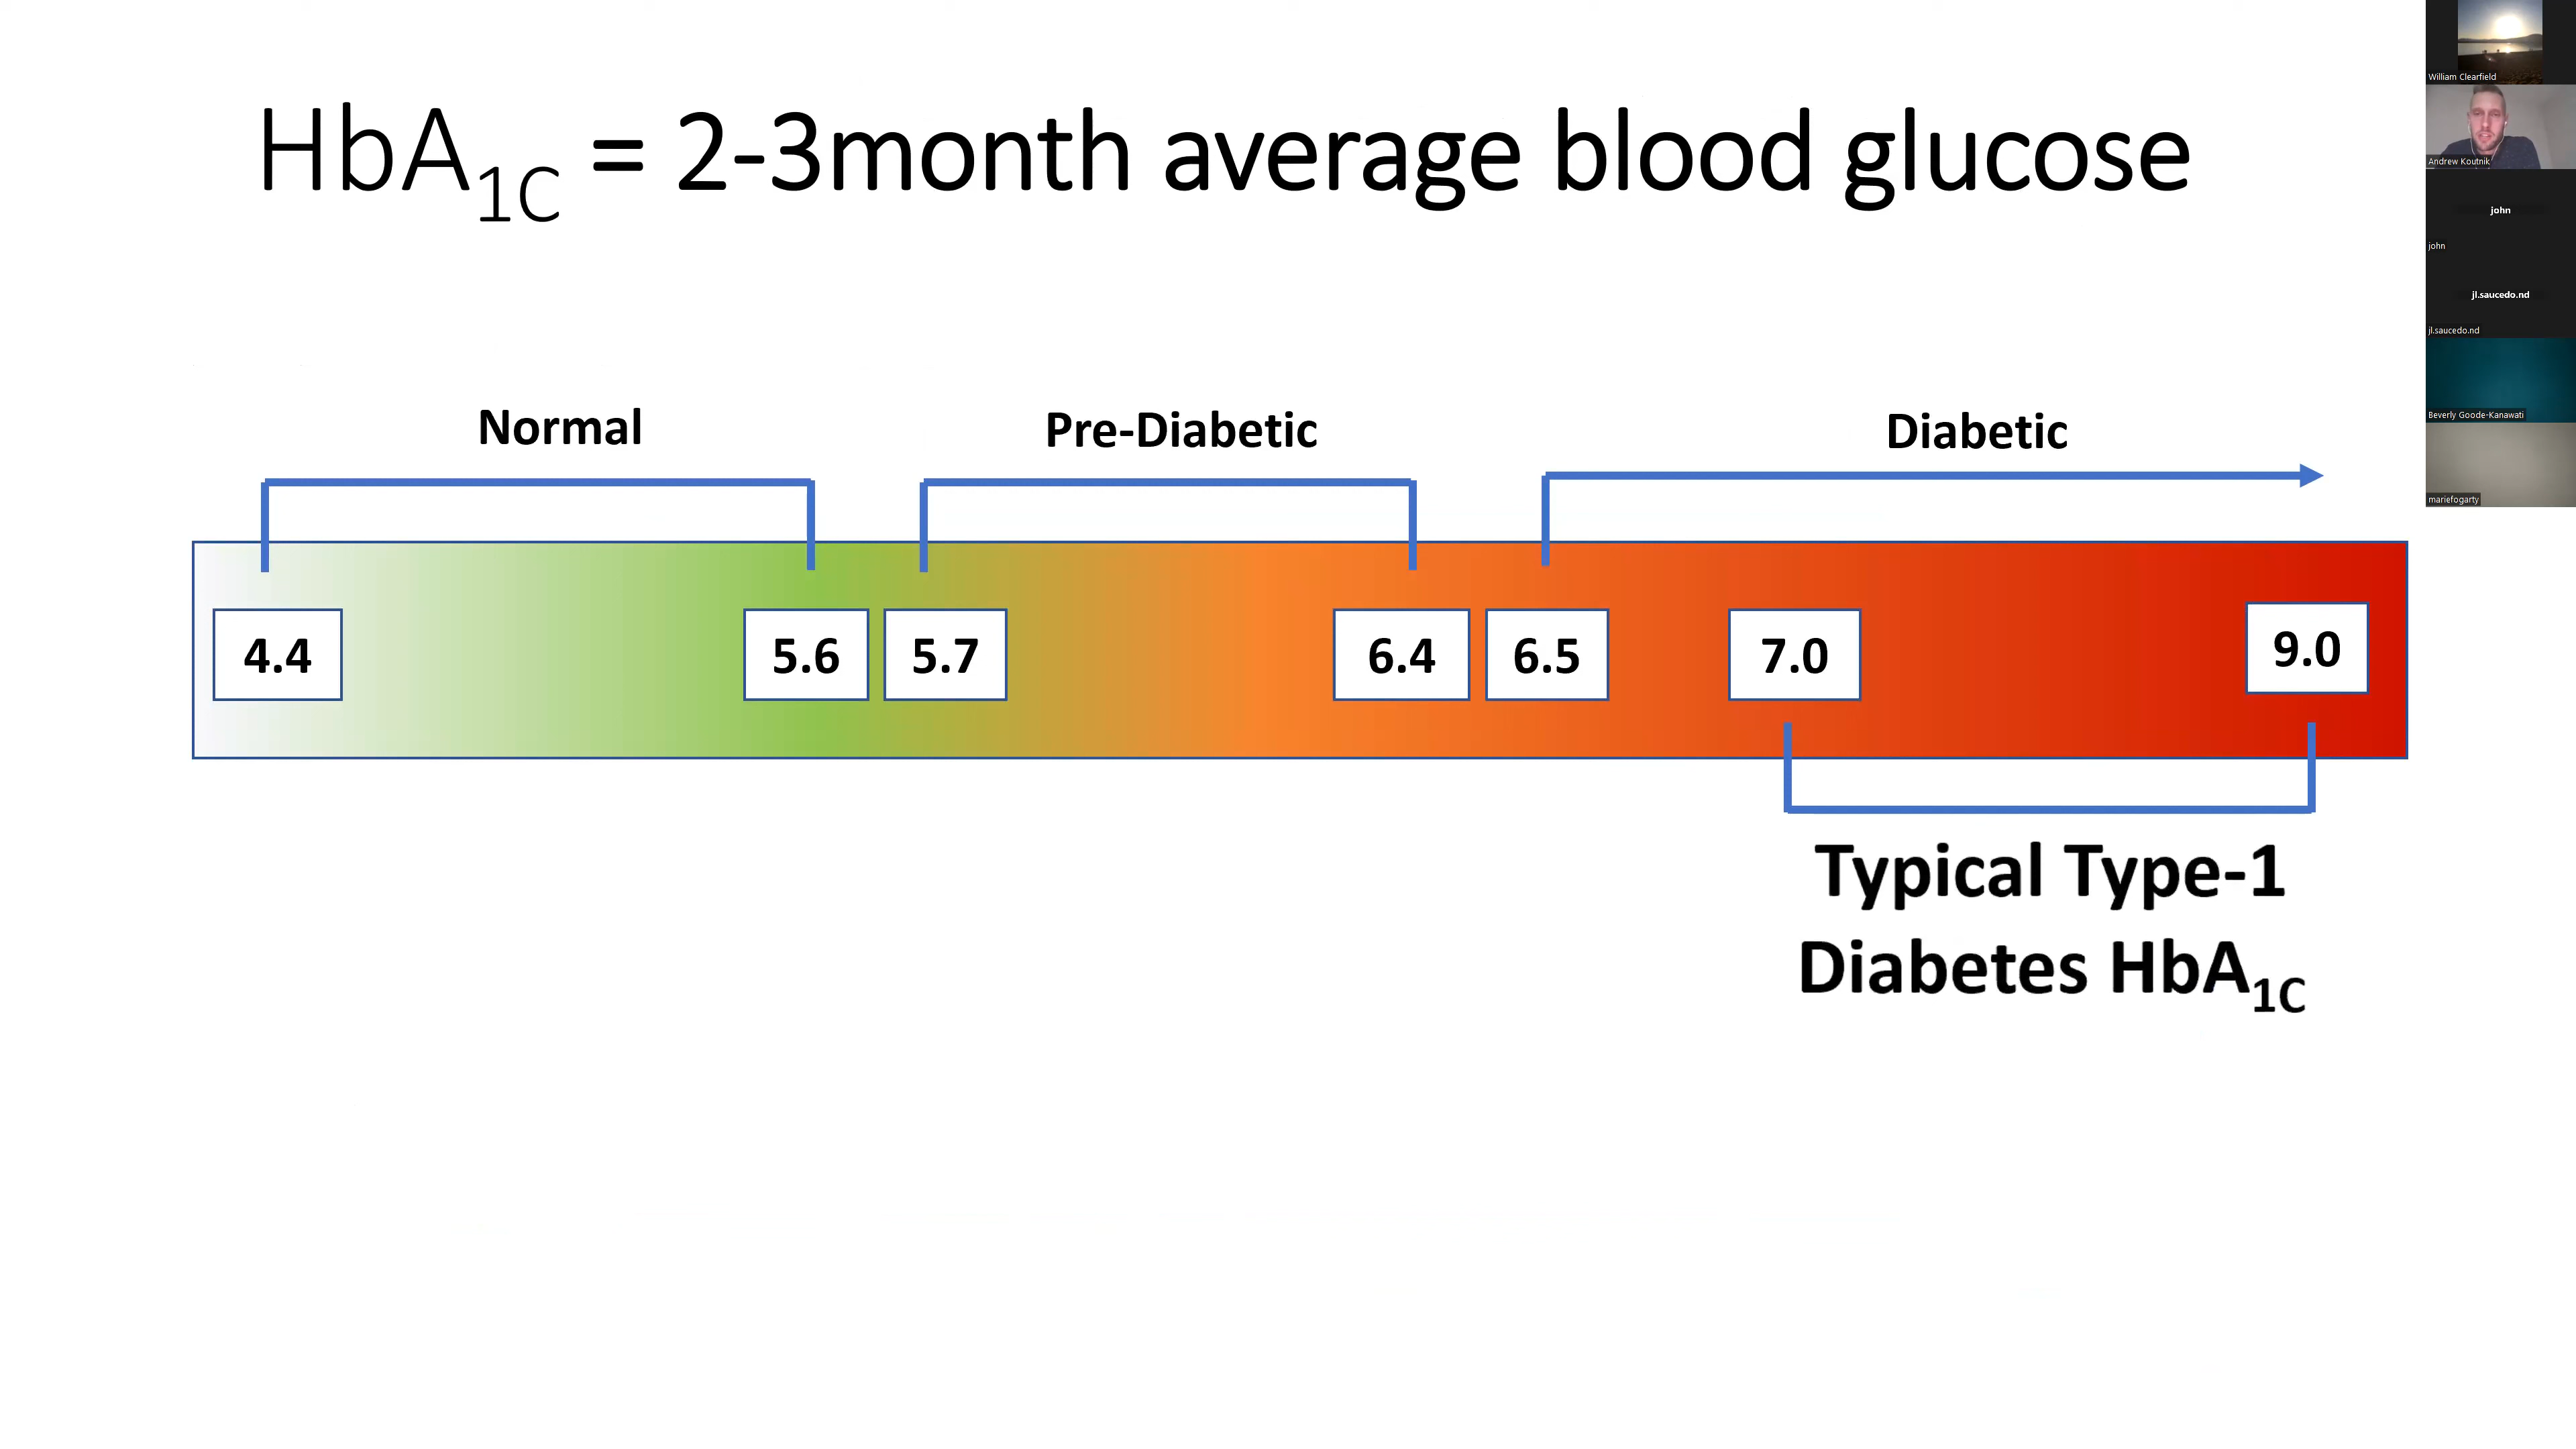 HbA1C = 2-3month average blood glucose
Normal
Pre-Diabetic
Diabetic
4.4
5.6
5.7
6.4
6.5
7.0
9.0
Typical Type-1
Diabetes HbA1C
William Clearfield
Andrew Koutnik
john
john
jl.saucedo.nd
jl.saucedo.nd
Beverly Goode-Kanawati
mariefogarty